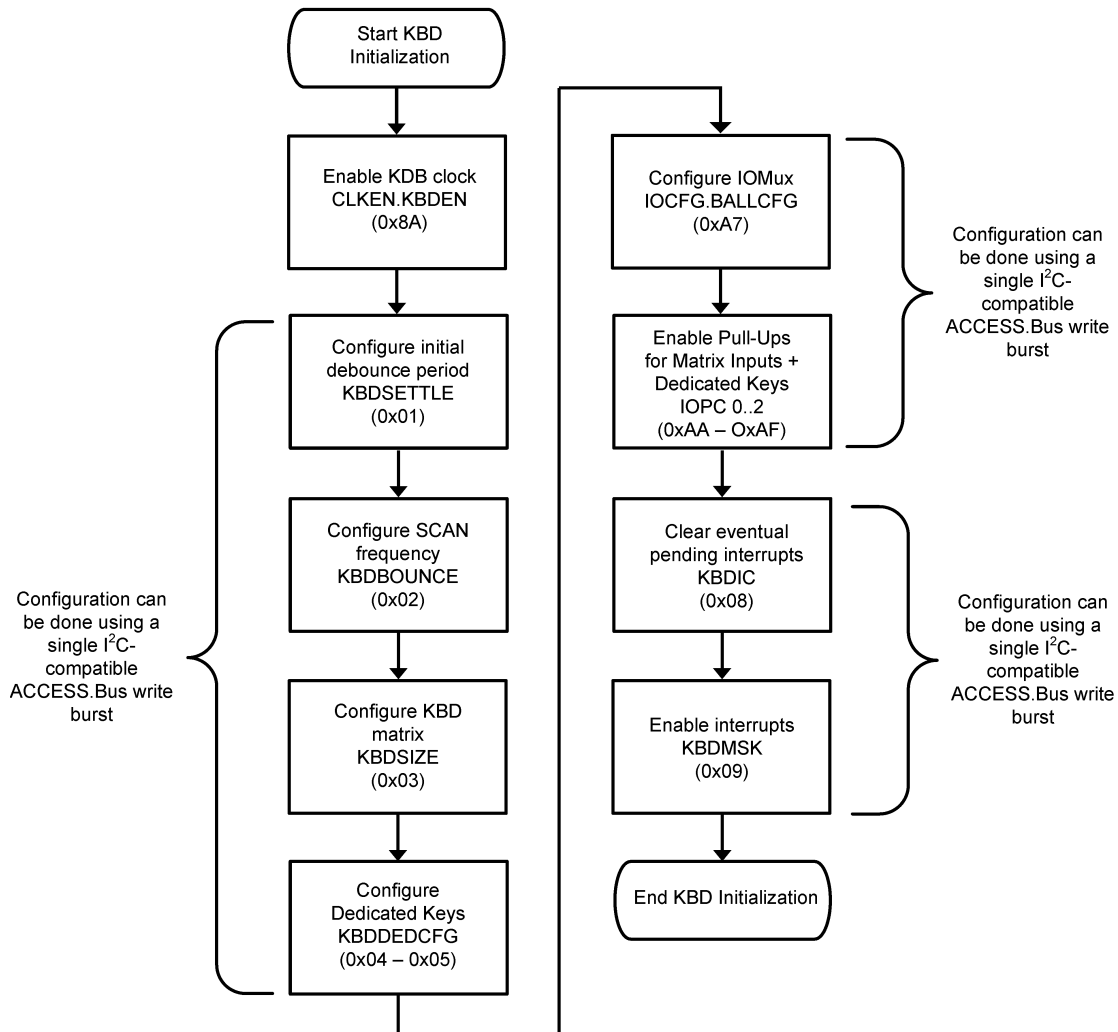 Start KBD
Initialization
Enable KDB clock
CLKEN.KBDEN
(0x8A)
Configure initial
debounce period
KBDSETTLE
(0x01)
Configure SCAN
frequency
KBDBOUNCE
(0x02)
Configure KBD
matrix
KBDSIZE
(0x03)
Configure
Dedicated Keys
KBDDEDCFG
(0x04 – 0x05)
Configuration can
be done using a
single I²C-
compatible
ACCESS.Bus write
burst
Configure IOMux
IOCFG.BALLCFG
(0xA7)
Enable Pull-Ups
for Matrix Inputs +
Dedicated Keys
IOPC 0..2
(0xAA – OxAF)
Configuration can
be done using a
single I²C-
compatible
ACCESS.Bus write
burst
Clear eventual
pending interrupts
KBDIC
(0x08)
Enable interrupts
KBDMSK
(0x09)
Configuration can
be done using a
single I²C-
compatible
ACCESS.Bus write
burst
End KBD Initialization